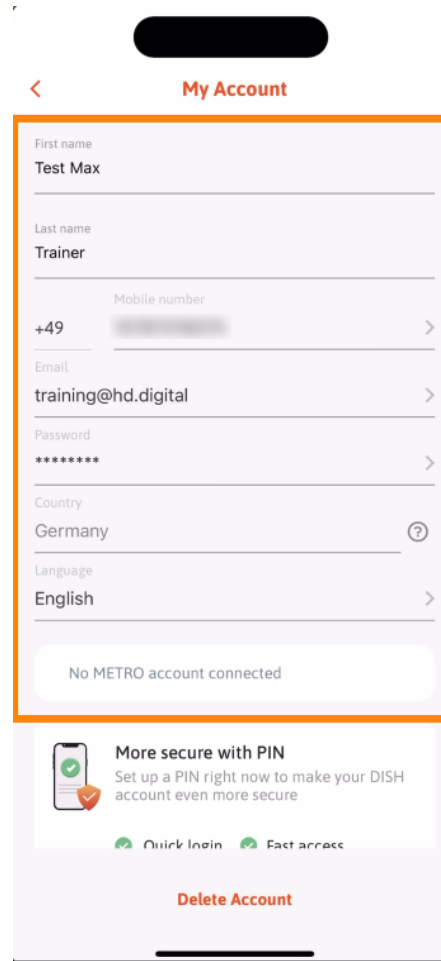 My Account
First name
Test Max
Last name
Trainer
Mobile number
+49
Email
training@hd.digital
Password
********
Country
Germany
Language
English
No METRO account connected
More secure with PIN
Set up a PIN right now to make your DISH
account even more secure
Quick login Fast access
Delete Account